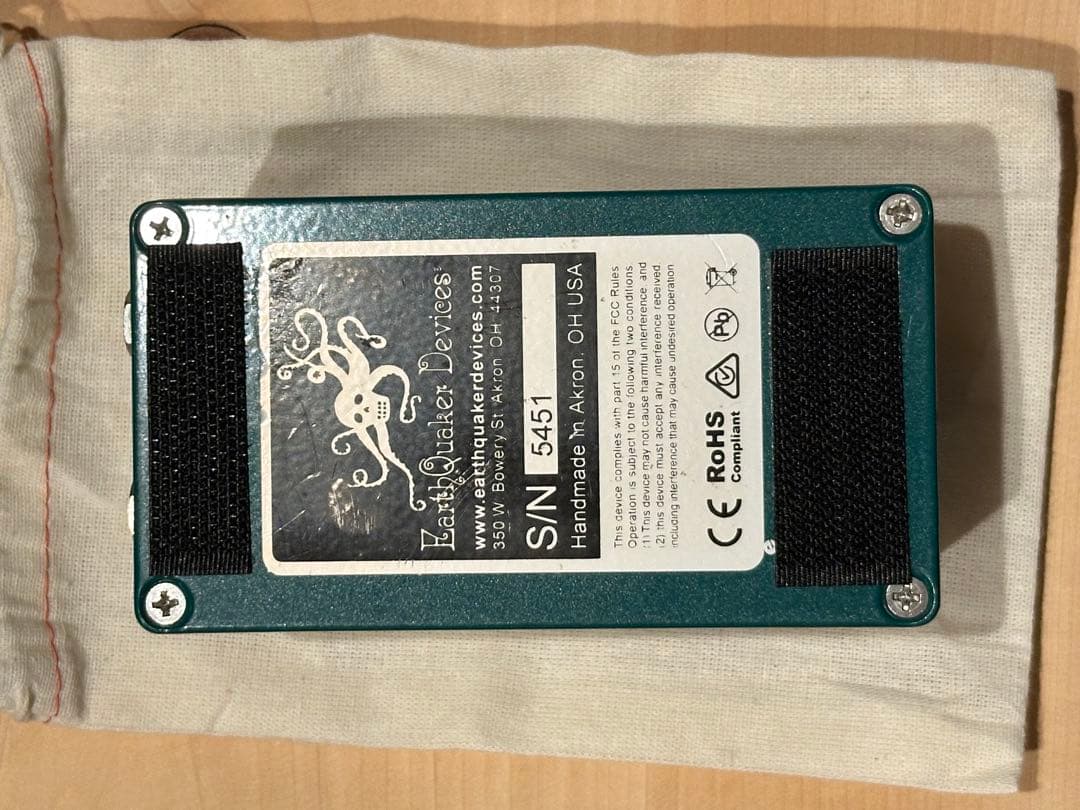 EarthQuaker Devices
www.earthquakerdevices.com
350 W Bowery St Akron OH 44307
S/N 5451
Handmade in Akron, OH USA
This device complies with part 15 of the FCC Rules
Operation is subject to the following two conditions
(1) This device may not cause harmful interference, and
(2) this device must accept any interference received
including interference that may cause undesired operation
CE RoHS
Compliant
Pb